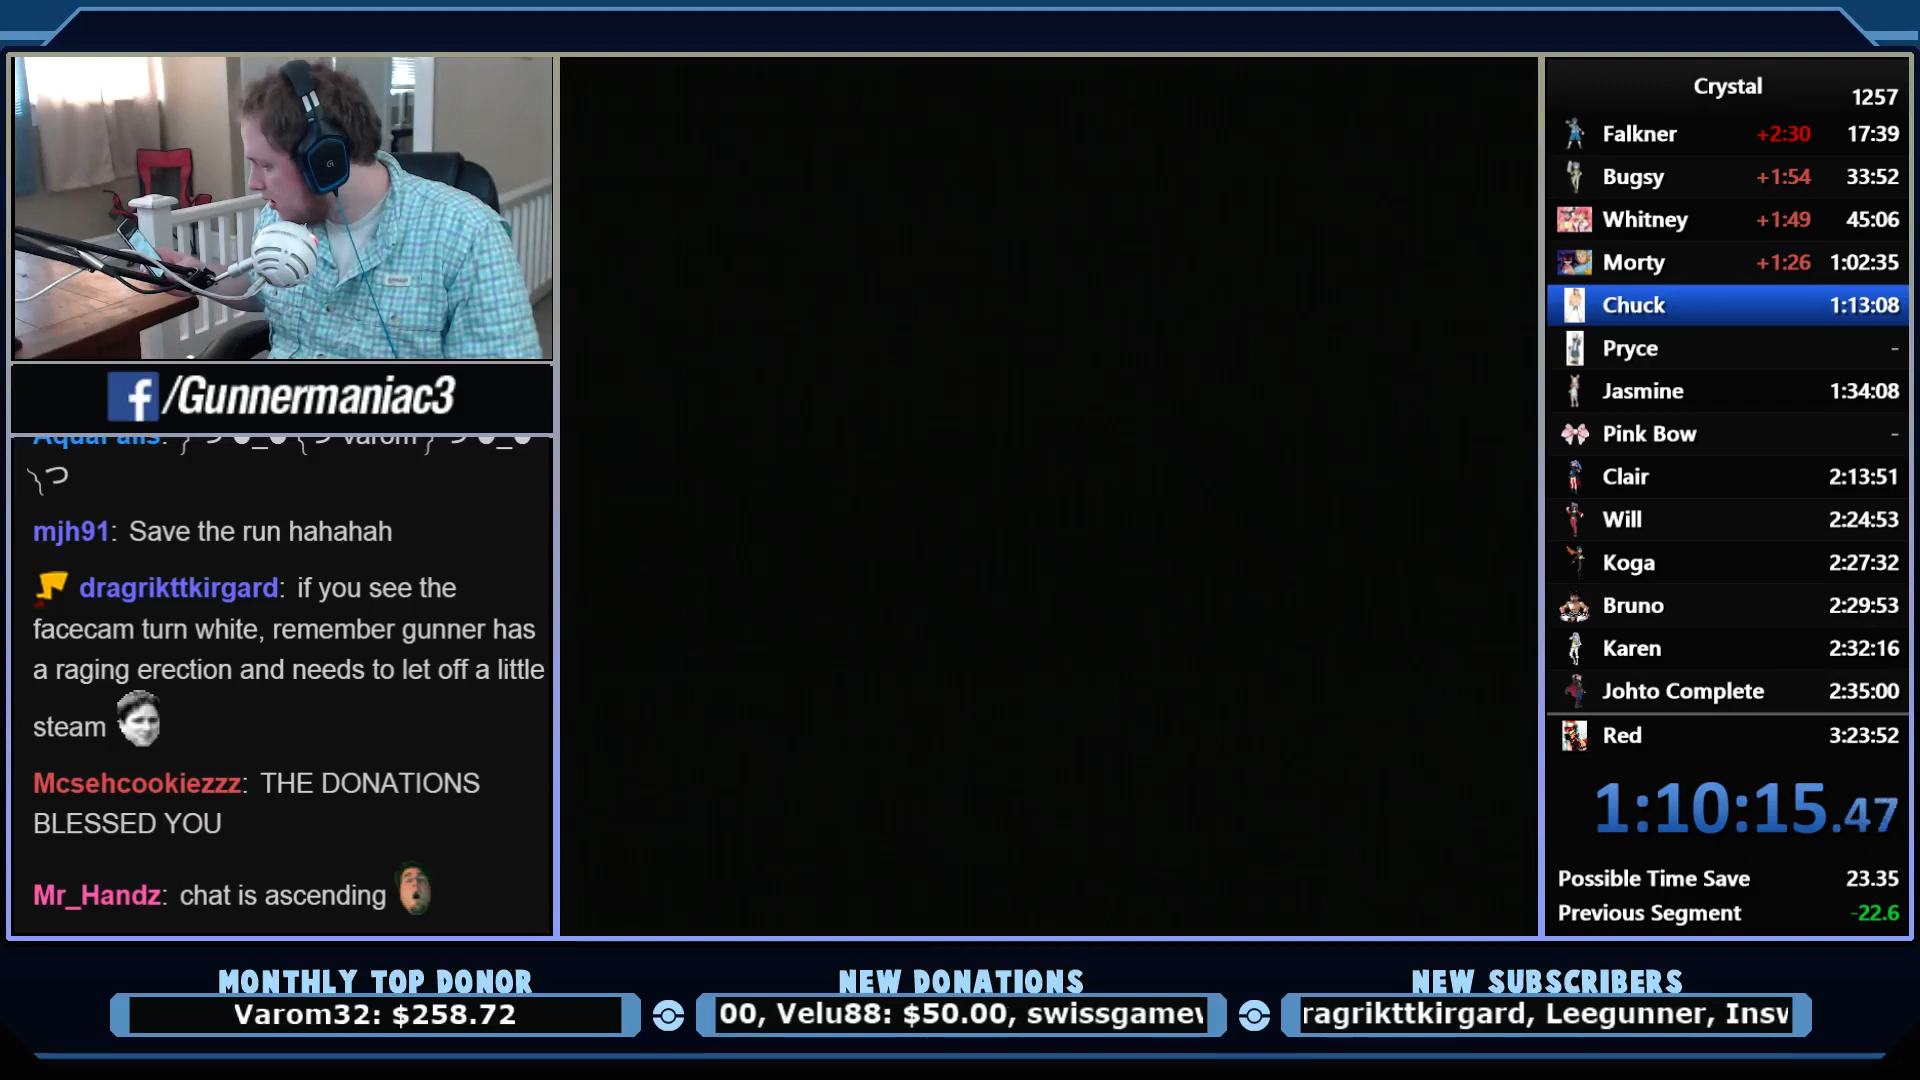 /Gunnermaniac3
AquaFalls: varom
mjh91: Save the run hahahah
dragrikttkirgard: if you see the
facecam turn white, remember gunner has
a raging erection and needs to let off a little
steam
Mcsehcookiezzz: THE DONATIONS
BLESSED YOU
Mr_Handz: chat is ascending
Crystal
1257
Falkner +2:30 17:39
Bugsy +1:54 33:52
Whitney +1:49 45:06
Morty +1:26 1:02:35
Chuck 1:13:08
Pryce -
Jasmine 1:34:08
Pink Bow -
Clair 2:13:51
Will 2:24:53
Koga 2:27:32
Bruno 2:29:53
Karen 2:32:16
Johto Complete 2:35:00
Red 3:23:52
1:10:15.47
Possible Time Save 23.35
Previous Segment -22.6
MONTHLY TOP DONOR
Varom32: $258.72
NEW DONATIONS
00, Velu88: $50.00, swissgamev
NEW SUBSCRIBERS
ragrikttkirgard, Leegunner, Insv